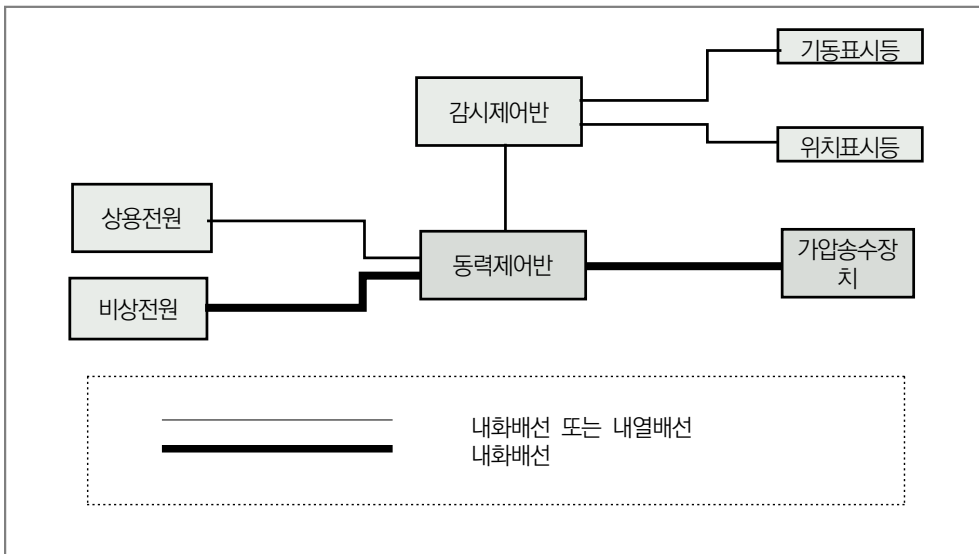 기동표시등
감시제어반
위치표시등
상용전원
동력제어반
가압송수장
치
비상전원
내화배선 또는 내열배선
내화배선